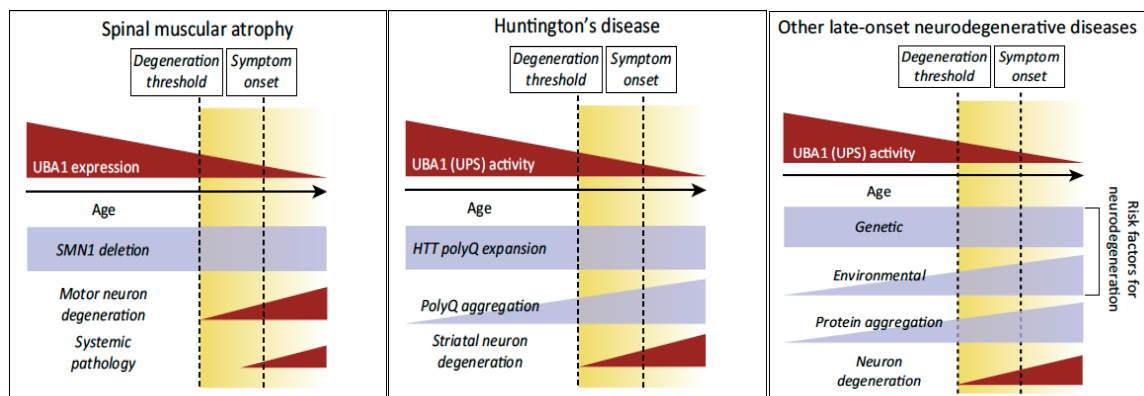 Spinal muscular atrophy
Degeneration
threshold
Symptom
onset
UBA1 expression
Age
SMN1 deletion
Motor neuron
degeneration
Systemic
pathology
Huntington's disease
Degeneration
threshold
Symptom
onset
UBA1 (UPS) activity
Age
HTT polyQ expansion
PolyQ aggregation
Striatal neuron
degeneration
Other late-onset neurodegenerative diseases
Degeneration
threshold
Symptom
onset
UBA1 (UPS) activity
Age
Genetic
Environmental
Risk factors for
neurodegeneration
Protein aggregation
Neuron
degeneration